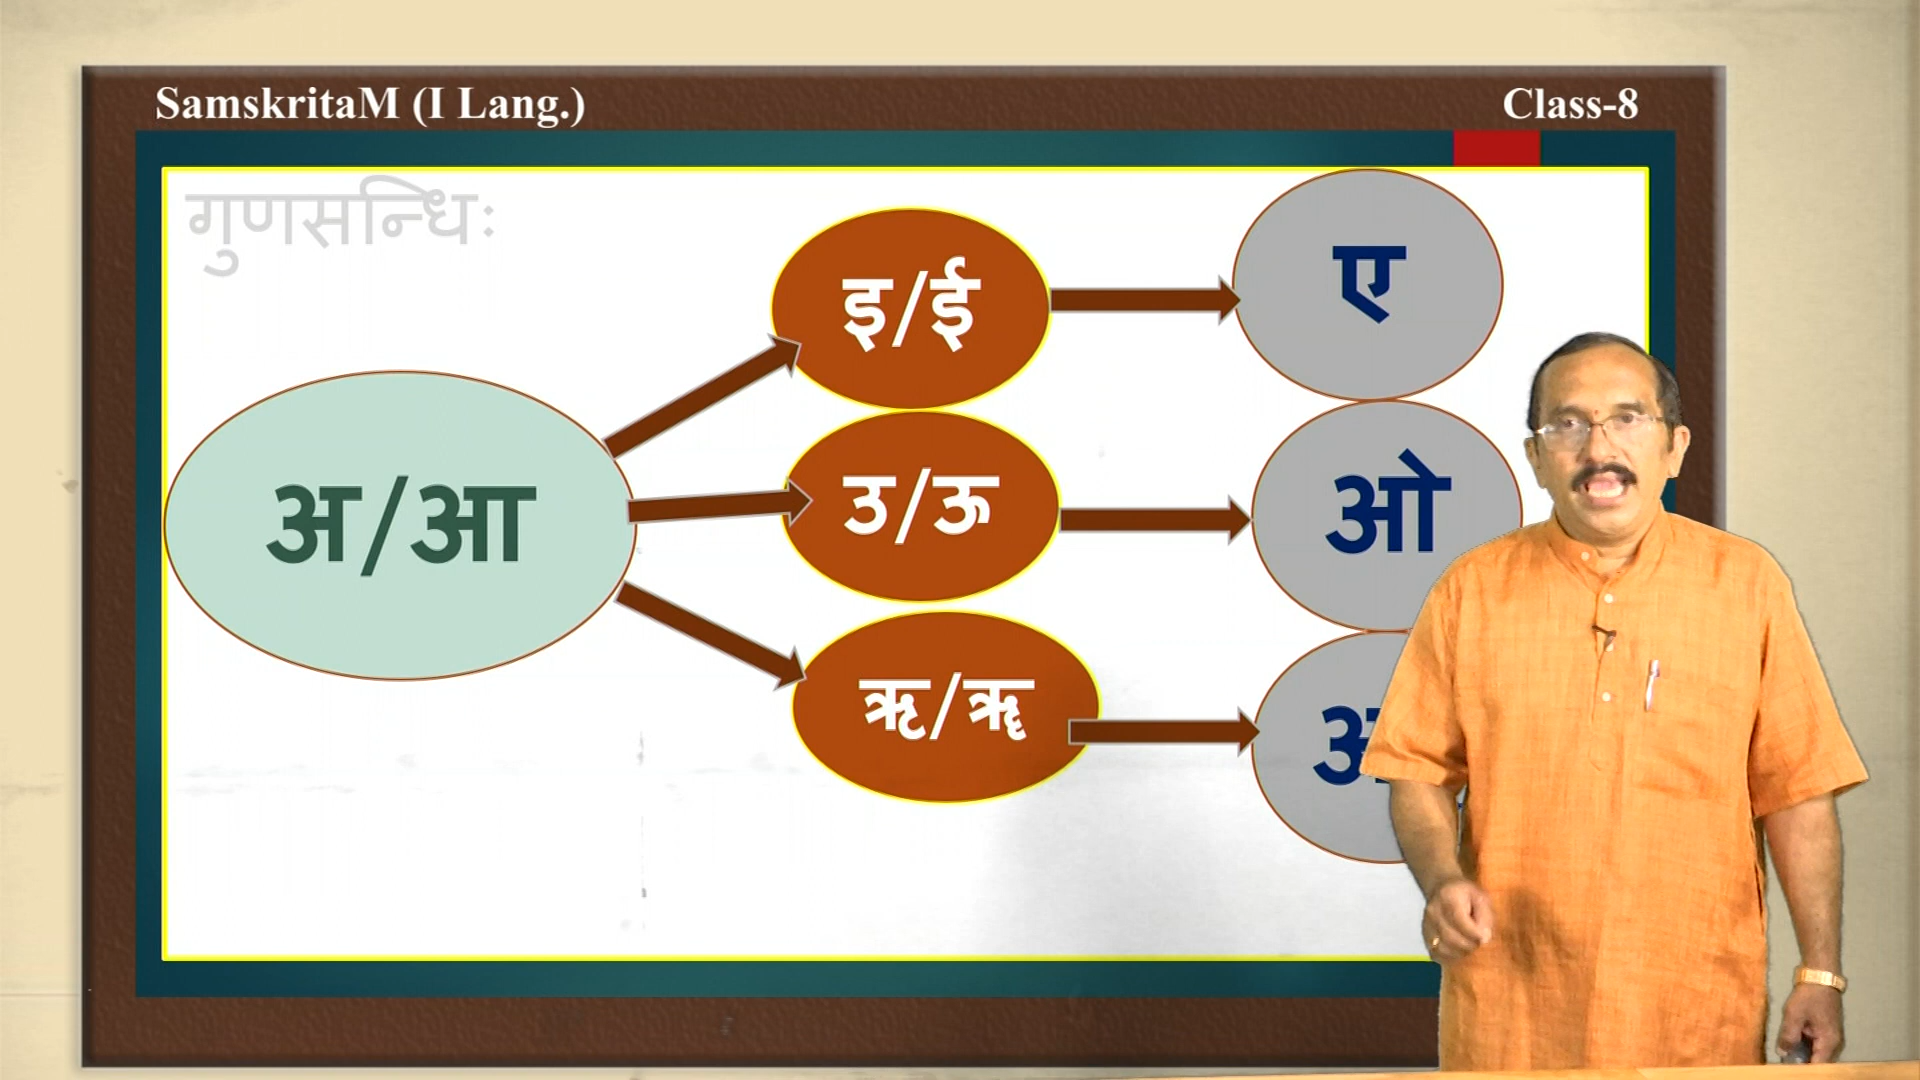 SamskritaM (I Lang.)
Class-8
गुणसन्धिः
अ/आ
इ/ई
ए
उ/ऊ
ओ
ऋ/ॠ